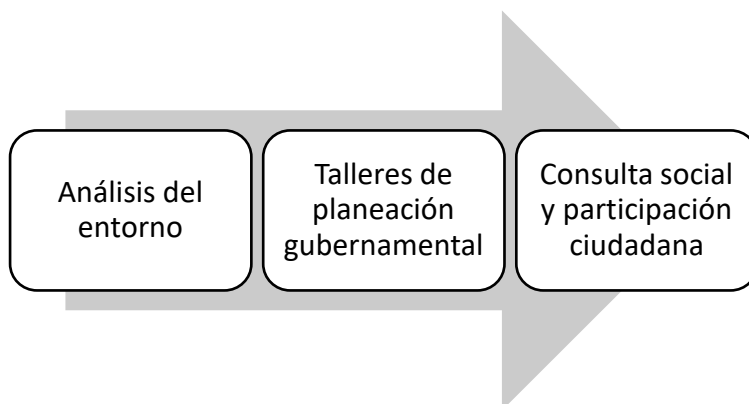 Análisis del
entorno
Talleres de
planeación
gubernamental
Consulta social
y participación
ciudadana